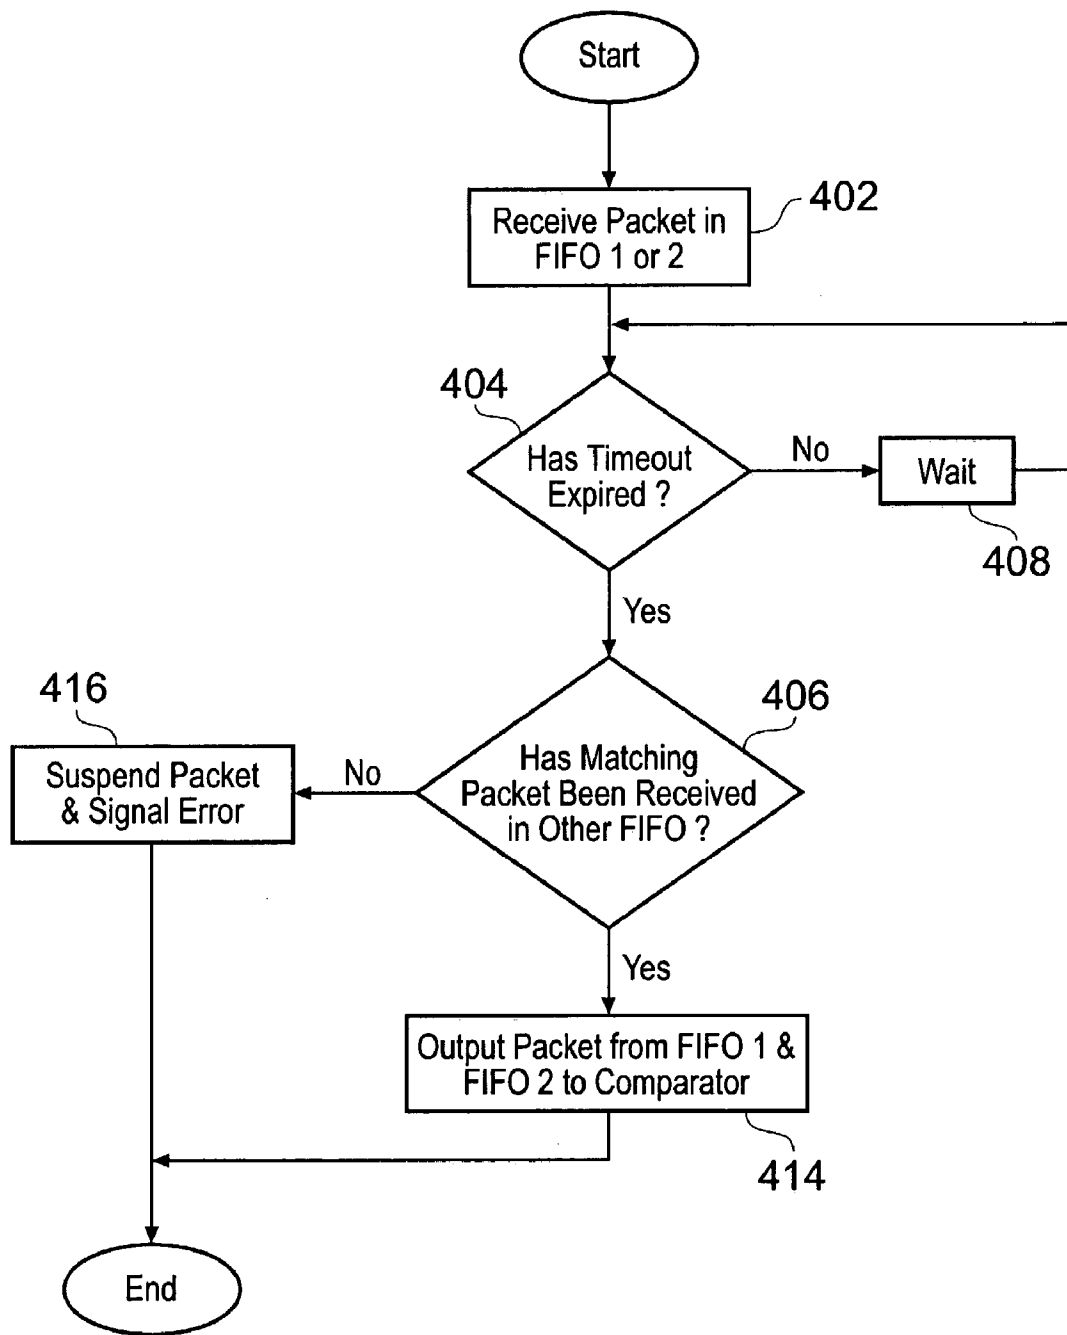 Start
402
Receive Packet in
FIFO 1 or 2
404
Has Timeout
Expired ?
No
Wait
408
Yes
416
406
Suspend Packet
& Signal Error
No
Has Matching
Packet Been Received
in Other FIFO ?
Yes
Output Packet from FIFO 1 &
FIFO 2 to Comparator
414
End